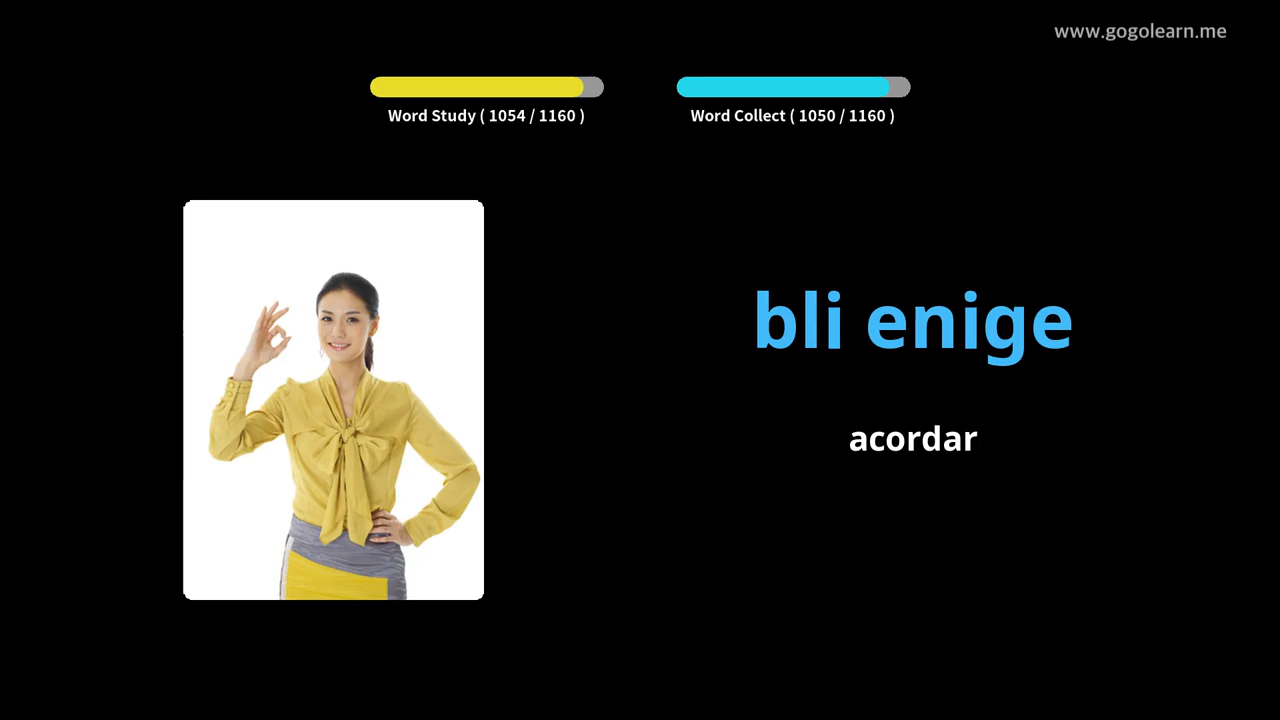 www.gogolearn.me
Word Study ( 1054 / 1160 )
Word Collect ( 1050 / 1160 )
bli enige
acordar